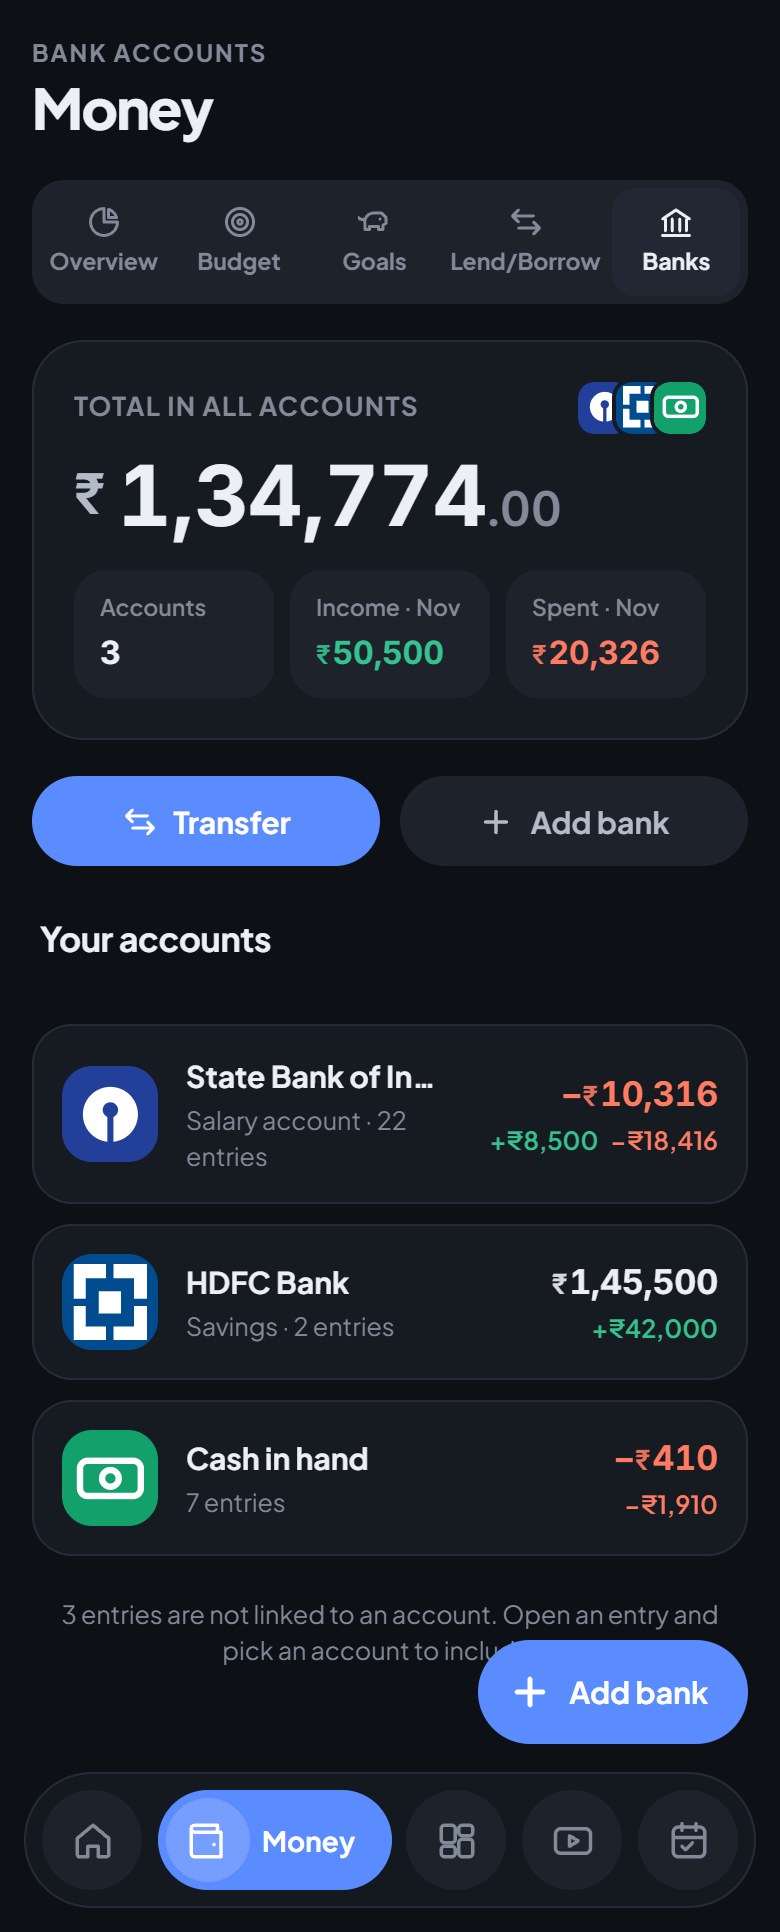 BANK ACCOUNTS
Money
Overview
Budget
Goals
Lend/Borrow
Banks
TOTAL IN ALL ACCOUNTS
₹ 1,34,774.00
Accounts
3
Income · Nov
₹50,500
Spent · Nov
₹20,326
Transfer
+ Add bank
Your accounts
State Bank of In...
Salary account · 22
entries
−₹10,316
+₹8,500 −₹18,416
HDFC Bank
Savings · 2 entries
₹1,45,500
+₹42,000
Cash in hand
7 entries
−₹410
−₹1,910
3 entries are not linked to an account. Open an entry and
pick an account to
+ Add bank
Money